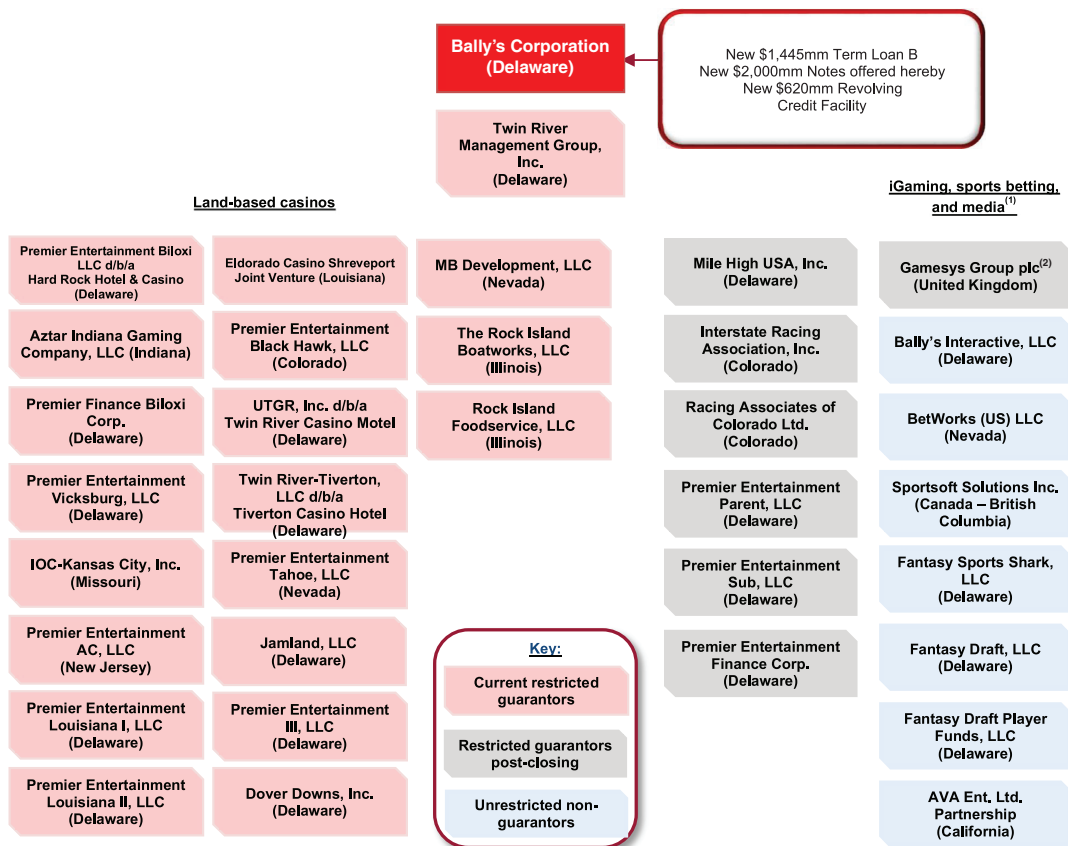 Bally's Corporation
(Delaware)
New $1,445mm Term Loan B
New $2,000mm Notes offered hereby
New $620mm Revolving
Credit Facility
Twin River
Management Group,
Inc.
(Delaware)
Land-based casinos
iGaming, sports betting,
and media(1)
Premier Entertainment Biloxi
LLC d/b/a
Hard Rock Hotel & Casino
(Delaware)
Aztar Indiana Gaming
Company, LLC (Indiana)
Premier Finance Biloxi
Corp.
(Delaware)
Premier Entertainment
Vicksburg, LLC
(Delaware)
IOC-Kansas City, Inc.
(Missouri)
Premier Entertainment
AC, LLC
(New Jersey)
Premier Entertainment
Louisiana I, LLC
(Delaware)
Premier Entertainment
Louisiana II, LLC
(Delaware)
Eldorado Casino Shreveport
Joint Venture (Louisiana)
Premier Entertainment
Black Hawk, LLC
(Colorado)
UTGR, Inc. d/b/a
Twin River Casino Motel
(Delaware)
Twin River-Tiverton,
LLC d/b/a
Tiverton Casino Hotel
(Delaware)
Premier Entertainment
Tahoe, LLC
(Nevada)
Jamland, LLC
(Delaware)
Premier Entertainment
III, LLC
(Delaware)
Dover Downs, Inc.
(Delaware)
MB Development, LLC
(Nevada)
The Rock Island
Boatworks, LLC
(Illinois)
Rock Island
Foodservice, LLC
(Illinois)
Key:
Current restricted
guarantors
Restricted guarantors
post-closing
Unrestricted non-
guarantors
Mile High USA, Inc.
(Delaware)
Interstate Racing
Association, Inc.
(Colorado)
Racing Associates of
Colorado Ltd.
(Colorado)
Premier Entertainment
Parent, LLC
(Delaware)
Premier Entertainment
Sub, LLC
(Delaware)
Premier Entertainment
Finance Corp.
(Delaware)
Gamesys Group plc(2)
(United Kingdom)
Bally's Interactive, LLC
(Delaware)
BetWorks (US) LLC
(Nevada)
Sportsoft Solutions Inc.
(Canada – British
Columbia)
Fantasy Sports Shark,
LLC
(Delaware)
Fantasy Draft, LLC
(Delaware)
Fantasy Draft Player
Funds, LLC
(Delaware)
AVA Ent. Ltd.
Partnership
(California)